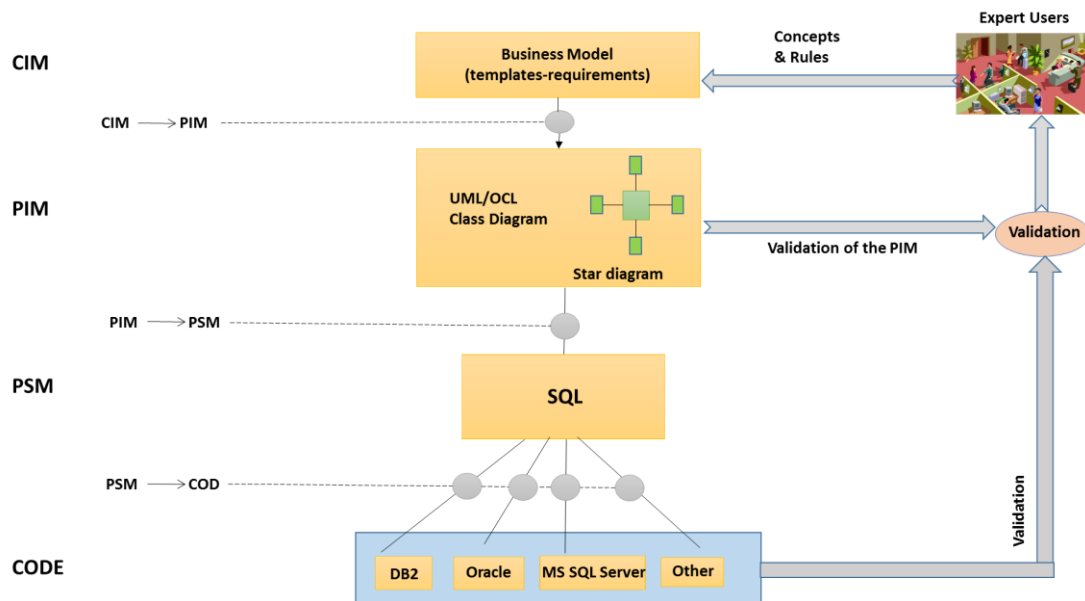 Expert Users
CIM
Business Model
(templates-requirements)
Concepts
& Rules
CIM PIM
PIM
UML/OCL
Class Diagram
Star diagram
Validation of the PIM
Validation
PIM PSM
PSM
SQL
PSM COD
Validation
CODE
DB2
Oracle
MS SQL Server
Other